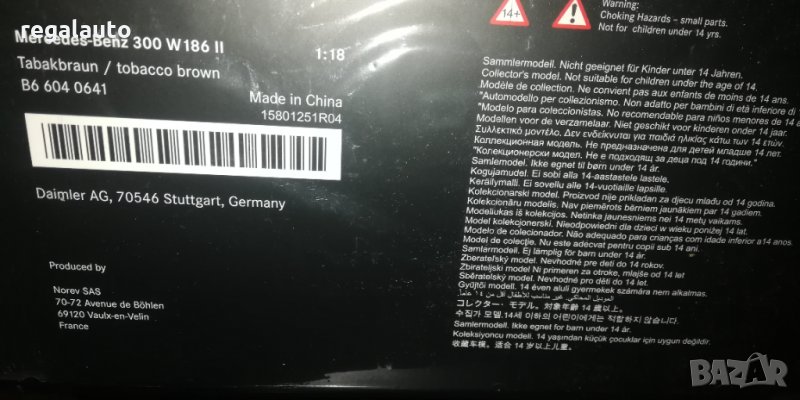 regalauto
Mercedes-Benz 300 W186 II 1:18
Tabakbraun / tobacco brown
B6 604 0641
Made in China
15801251R04
Daimler AG, 70546 Stuttgart, Germany
Produced by
Norev SAS
70-72 Avenue de Böhlen
69120 Vaulx-en-Velin
France
14+
Warning:
Choking Hazards - small parts.
Not for children under 14 yrs.
Sammlermodell. Nicht geeignet für Kinder unter 14 Jahren.
Collector's model. Not suitable for children under the age of 14.
Modèle de collection. Ne convient pas aux enfants de moins de 14 ans.
"Automodello per collezionismo. Non adatto per bambini di età inferiore di
"Modelo para coleccionistas. No recomendable para niños menores de 14 a
Modellen voor de verzamelaar. Niet geschikt voor kinderen onder 14 jaar.
Συλλεκτικό μοντέλο. Δεν ενδείκνυται για παιδιά ηλικίας κάτω των 14 ετών.
Коллекционная модель. Не предназначена для детей младше 14 лет.
"Колекционерски модел. Не е подходящ за деца под 14 години."
Samlemodel. Ikke egnet til børn under 14 år.
Kogujamudel. Ei sobi alla 14-aastastele lastele.
Keräilymalli. Ei sovellu alle 14-vuotiaille lapsille.
Kolekcionarski model. Proizvod nije prikladan za djecu mlađu od 14 godina.
Kolekcionāru modelis. Nav piemērots bērniem jaunākiem par 14 gadiem.
Modeliukas iš kolekcijos. Netinka jaunesniems nei 14 metų vaikams.
Model kolekcjonerski. Nieodpowiedni dla dzieci w wieku poniżej 14 lat.
Modelo de colecionador. Não adequado para crianças com idade inferior a 14 anos.
Model de colecţie. Nu este adecvat pentru copii sub 14 ani.
Samlarmodell. Ej lämplig för barn under 14 år.
Zberateľský model. Nevhodné pre deti do 14 rokov.
Zbirateljski model Ni primeren za otroke, mlajše od 14 let
Sběratelský model. Nevhodné pro děti do 14 let.
Gyűjtői modell. 14 éven aluli gyermekek számára nem alkalmas.
الموديل المحاكي. غير مناسب للأطفال أقل من ١٤ عاماً
コレクター・モデル。対象年齢 14 歳以上。
수집가 모델. 14세 이하의 어린이에게는 적합하지 않습니다.
Samlermodell. Ikke egnet for barn under 14 år.
Koleksiyoncu modeli. 14 yaşından küçük çocuklar için uygun değildir.
收藏车模。适合 14 岁以上儿童。
БАZАР